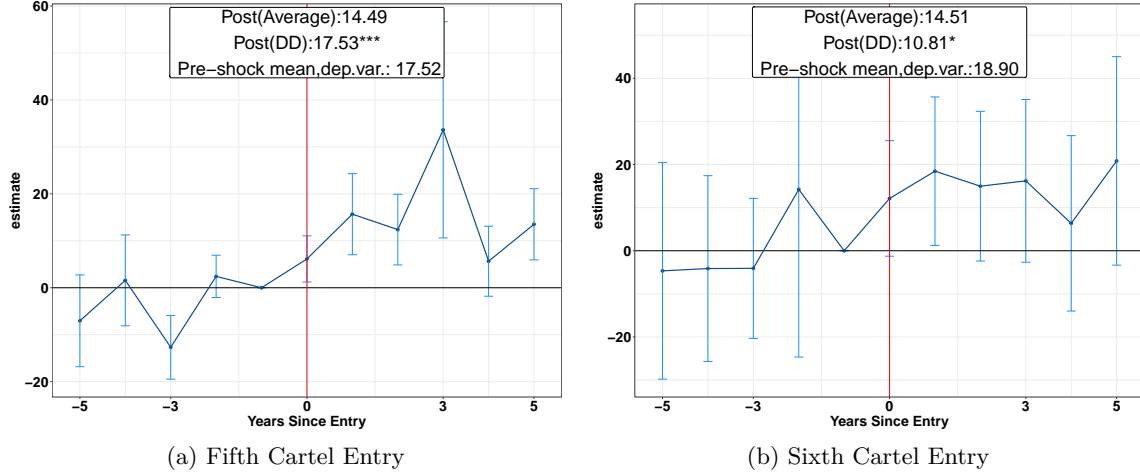 60
40
20
0
−20
estimate
Post(Average):14.49
Post(DD):17.53***
Pre−shock mean,dep.var.: 17.52
−5
−3
0
3
5
Years Since Entry
(a) Fifth Cartel Entry
40
20
0
−20
estimate
Post(Average):14.51
Post(DD):10.81*
Pre−shock mean,dep.var.:18.90
−5
−3
0
3
5
Years Since Entry
(b) Sixth Cartel Entry